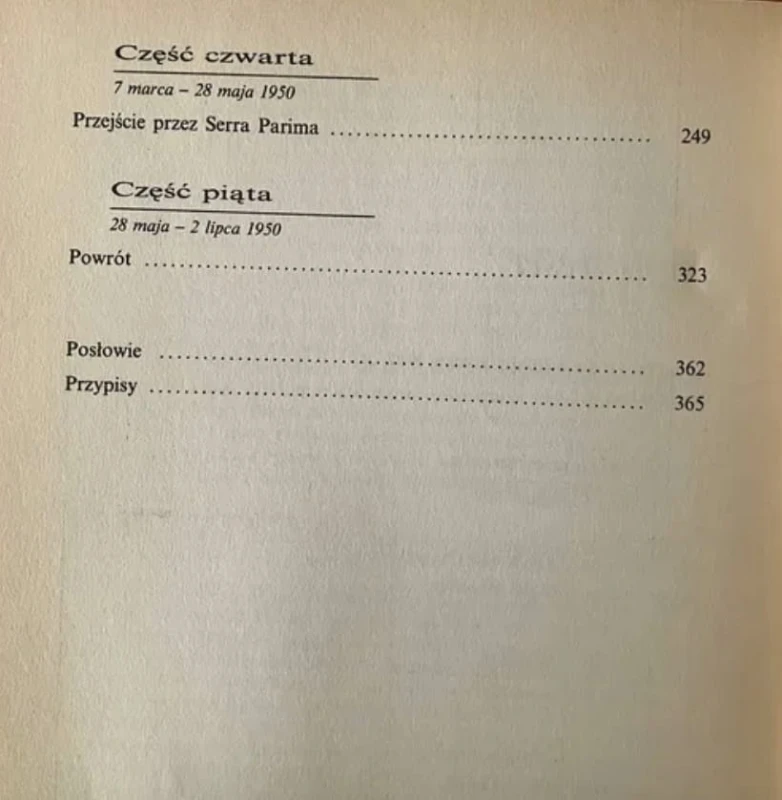 Część czwarta
7 marca – 28 maja 1950
Przejście przez Serra Parima ........................................ 249
Część piąta
28 maja – 2 lipca 1950
Powrót ................................................................ 323
Posłowie .............................................................. 362
Przypisy ............................................................... 365